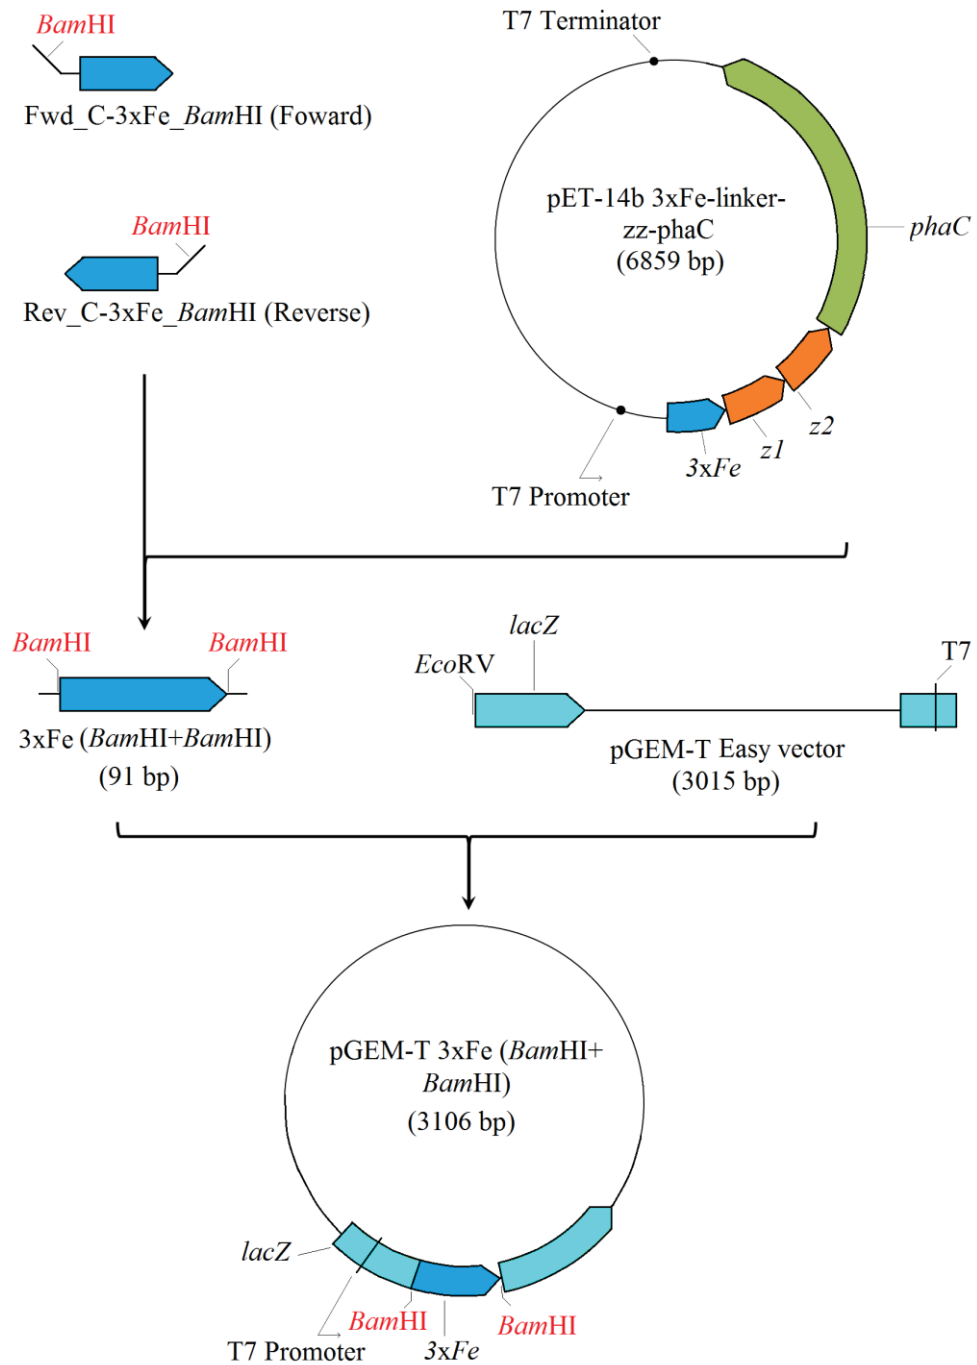 BamHI
Fwd_C-3xFe_BamHI (Foward)
BamHI
Rev_C-3xFe_BamHI (Reverse)
T7 Terminator
pET-14b 3xFe-linker-
zz-phaC
(6859 bp)
phaC
z2
z1
3xFe
T7 Promoter
BamHI
BamHI
3xFe (BamHI+BamHI)
(91 bp)
lacZ
EcoRV
T7
pGEM-T Easy vector
(3015 bp)
pGEM-T 3xFe (BamHI+
BamHI)
(3106 bp)
lacZ
BamHI
BamHI
T7 Promoter
3xFe